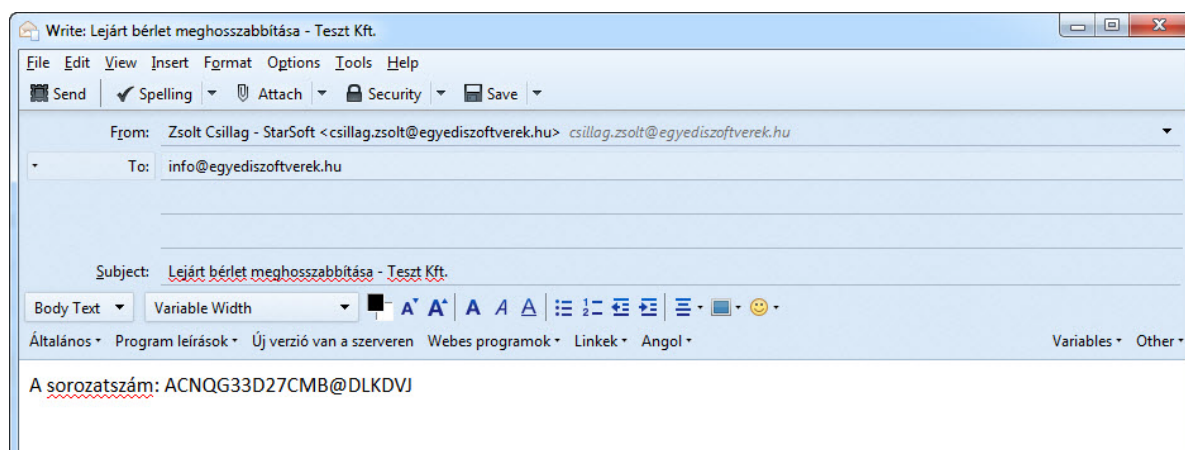 Write: Lejárt bérlet meghosszabbítása - Teszt Kft.
File Edit View Insert Format Options Tools Help
Send Spelling Attach Security Save
From: Zsolt Csillag - StarSoft <csillag.zsolt@egyediszoftverek.hu> csillag.zsolt@egyediszoftverek.hu
To: info@egyediszoftverek.hu
Subject: Lejárt bérlet meghosszabbítása - Teszt Kft.
Body Text Variable Width
Általános Program leírások Új verzió van a szerveren Webes programok Linkek Angol Variables Other
A sorozatszám: ACNQG33D27CMB@DLKDVJ